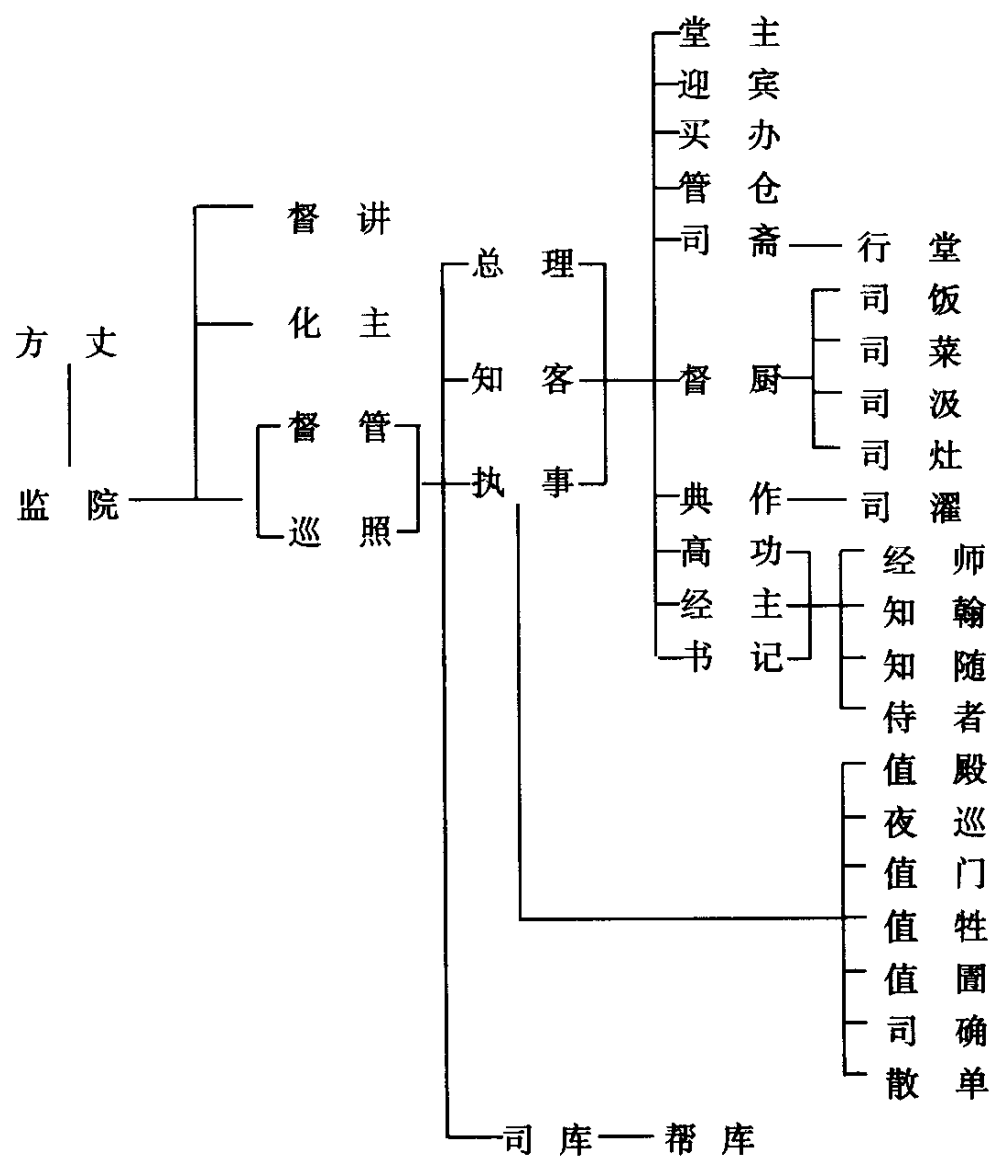 方丈
监院
督讲
化主
督管
巡照
总理
知客
执事
司库
帮库
堂主
迎宾
买办
管仓
司斋
督厨
典作
高功
经主
书记
行堂
司饭
司菜
司汲
司灶
司濯
经师
知翰
知随
侍者
值殿
夜巡
值门
值牲
值圊
司确
散单